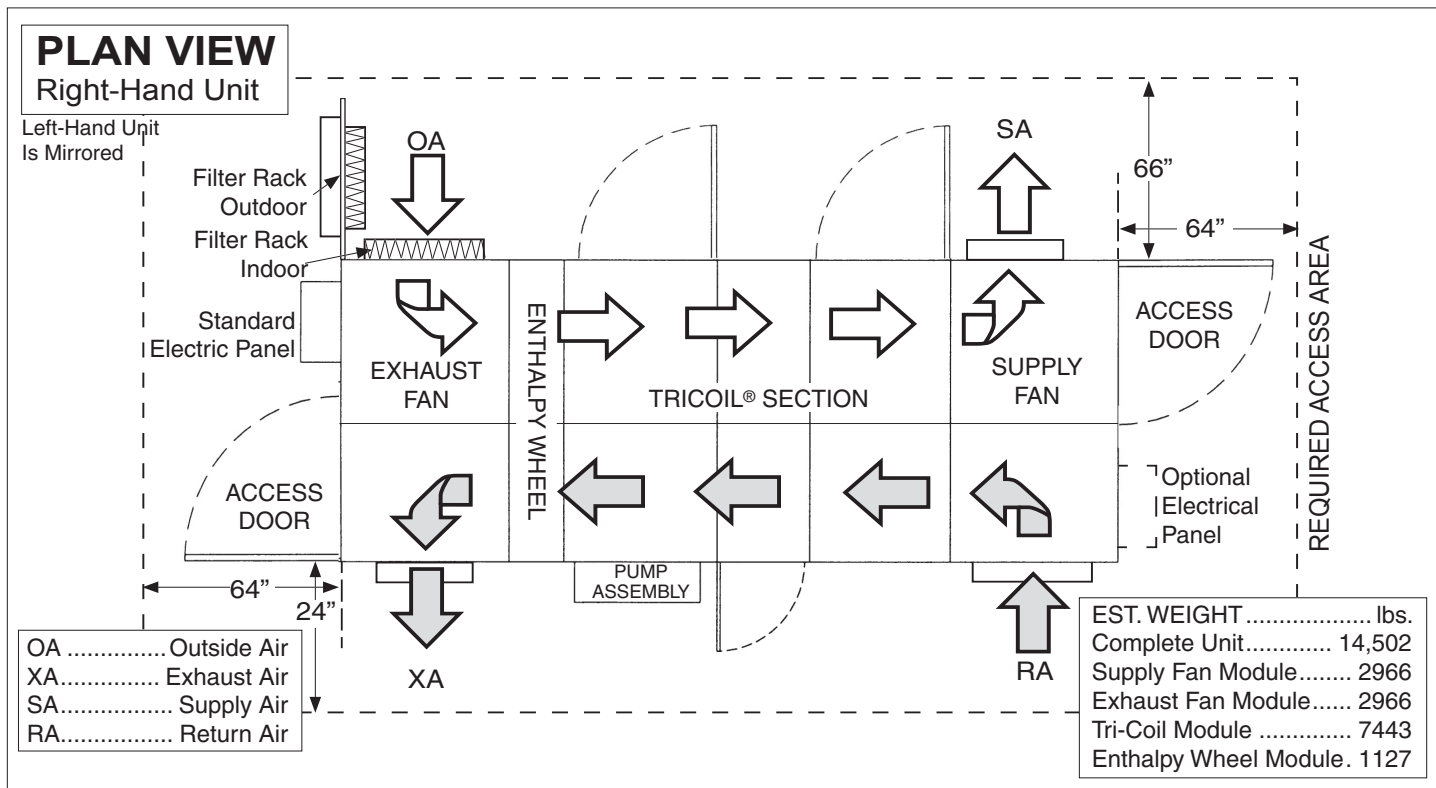 PLAN VIEW
Right-Hand Unit
Left-Hand Unit
Is Mirrored
Filter Rack
Outdoor
Filter Rack
Indoor
Standard
Electric Panel
OA
SA
66”
64”
REQUIRED ACCESS AREA
EXHAUST
FAN
ENTHALPY WHEEL
TRICOIL® SECTION
SUPPLY
FAN
ACCESS
DOOR
ACCESS
DOOR
Optional
Electrical
Panel
64”
24”
PUMP
ASSEMBLY
XA
RA
OA ................ Outside Air
XA................ Exhaust Air
SA................... Supply Air
RA................... Return Air
EST. WEIGHT ................... lbs.
Complete Unit............. 14,502
Supply Fan Module........ 2966
Exhaust Fan Module...... 2966
Tri-Coil Module .............. 7443
Enthalpy Wheel Module. 1127